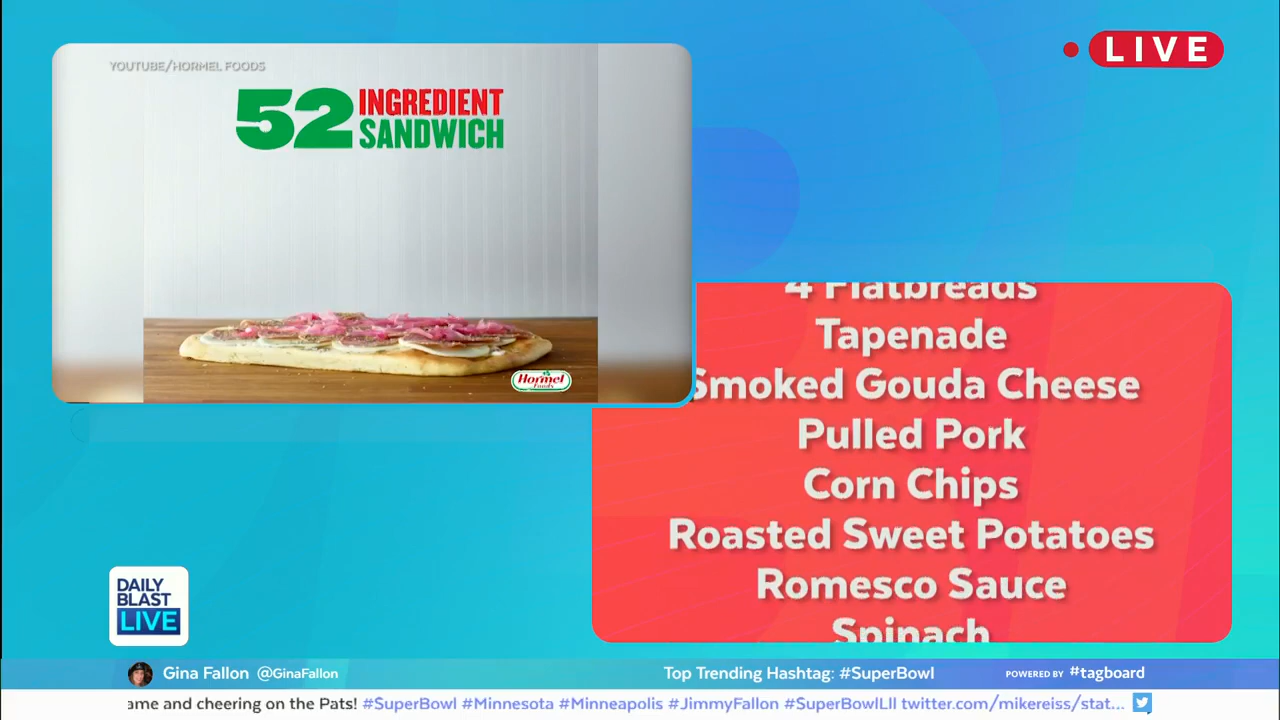 YOUTUBE/HORMEL FOODS
52 INGREDIENT
SANDWICH
Hormel
Foods
LIVE
4 Flatbreads
Tapenade
Smoked Gouda Cheese
Pulled Pork
Corn Chips
Roasted Sweet Potatoes
Romesco Sauce
Spinach
DAILY
BLAST
LIVE
Gina Fallon @GinaFallon
Top Trending Hashtag: #SuperBowl
POWERED BY #tagboard
ame and cheering on the Pats! #SuperBowl #Minnesota #Minneapolis #JimmyFallon #SuperBowlLII twitter.com/mikereiss/stat...